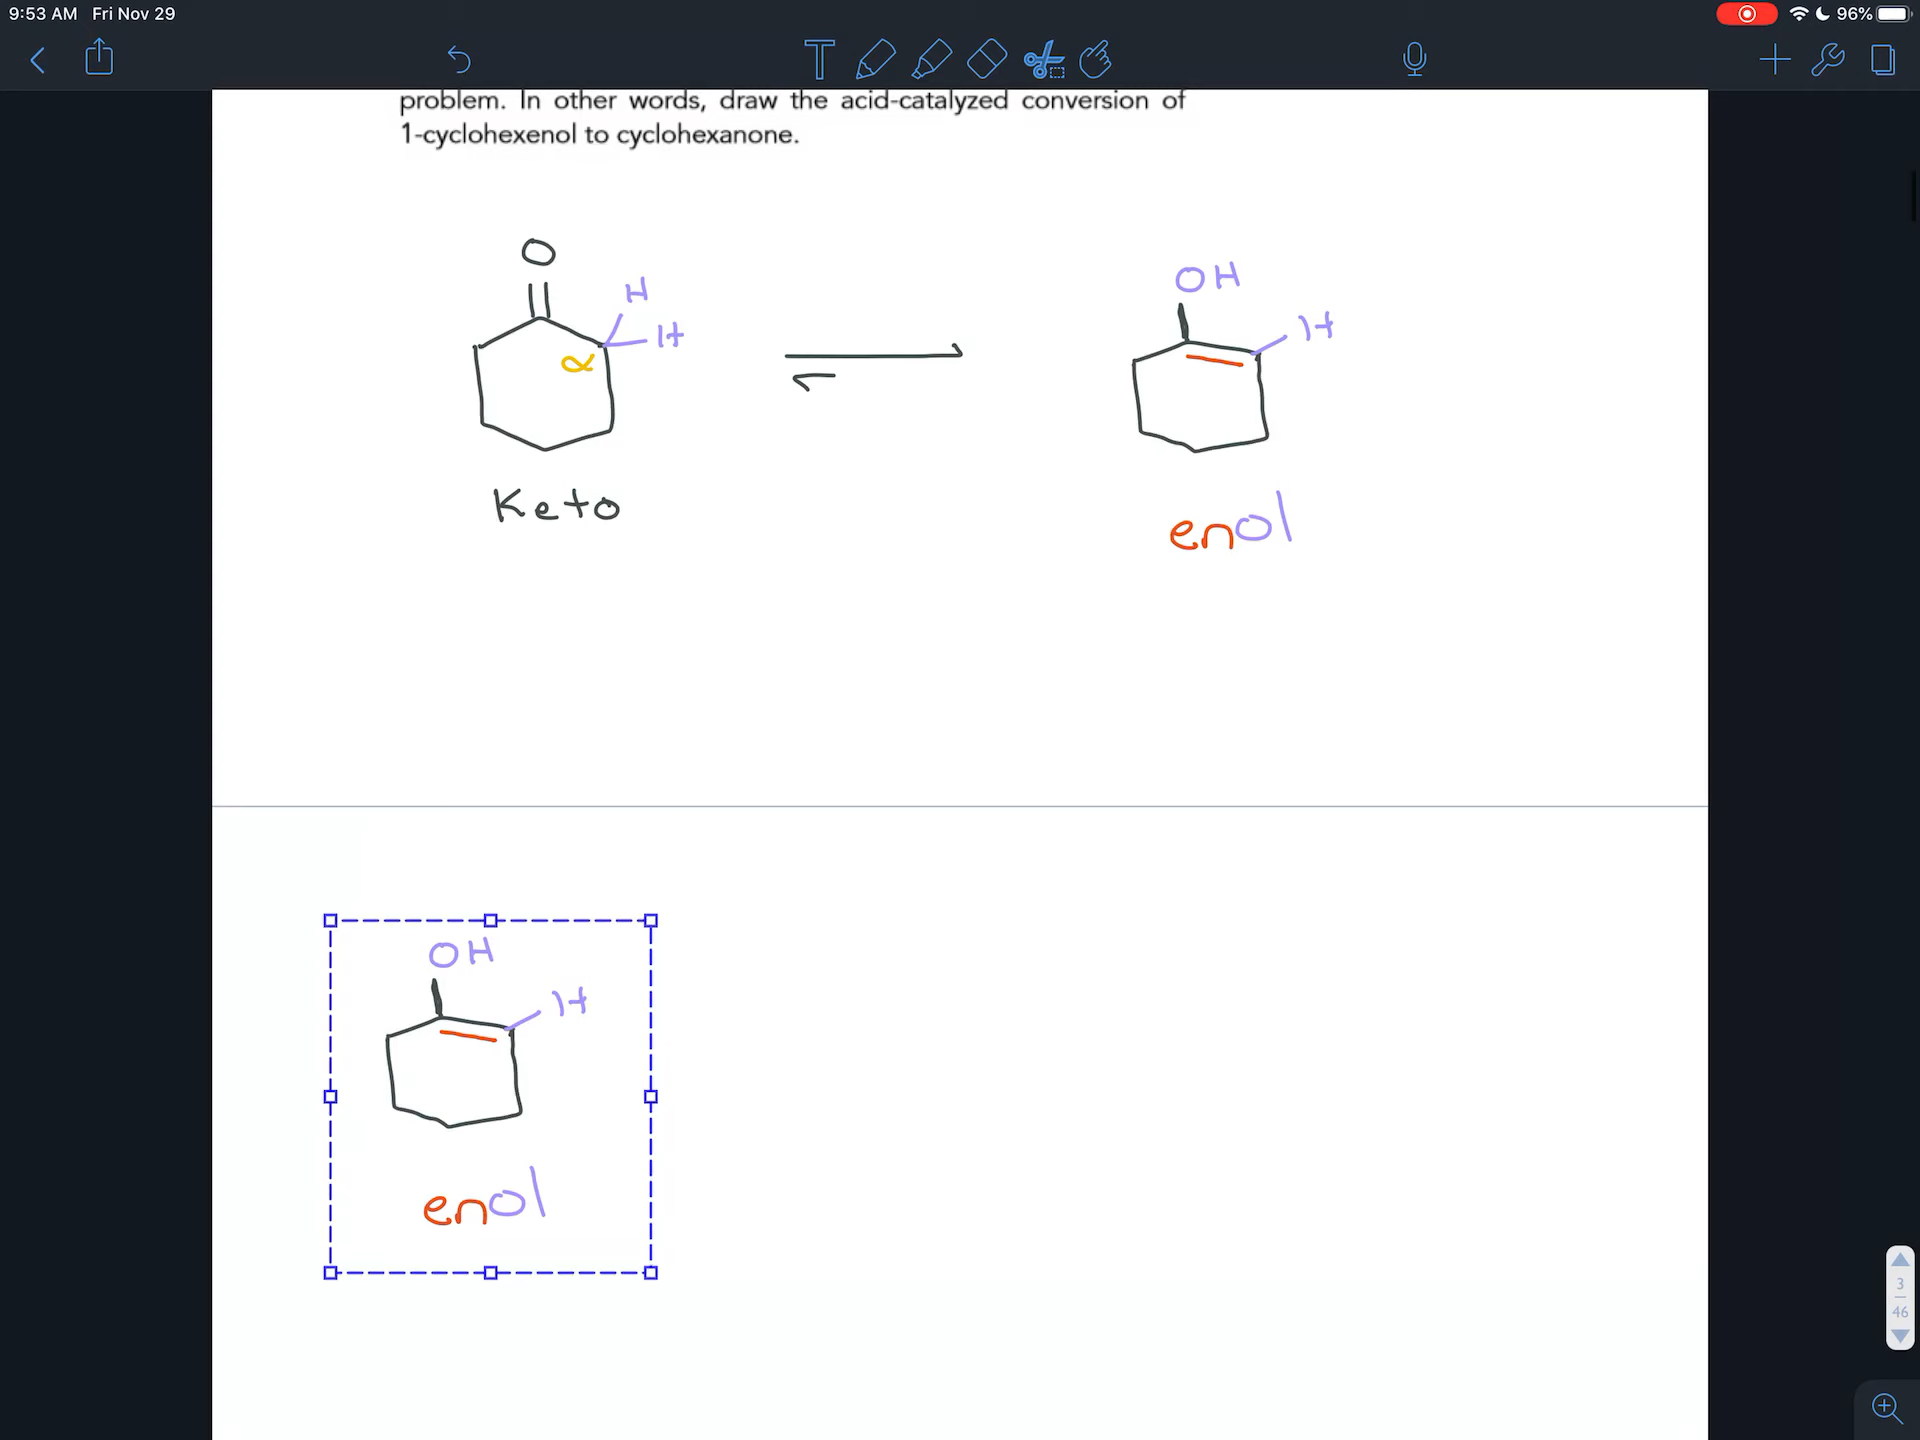 9:53 AM Fri Nov 29
96%
problem. In other words, draw the acid-catalyzed conversion of
1-cyclohexenol to cyclohexanone.
O
H
H
α
Keto
OH
H
enol
OH
H
enol
3
46